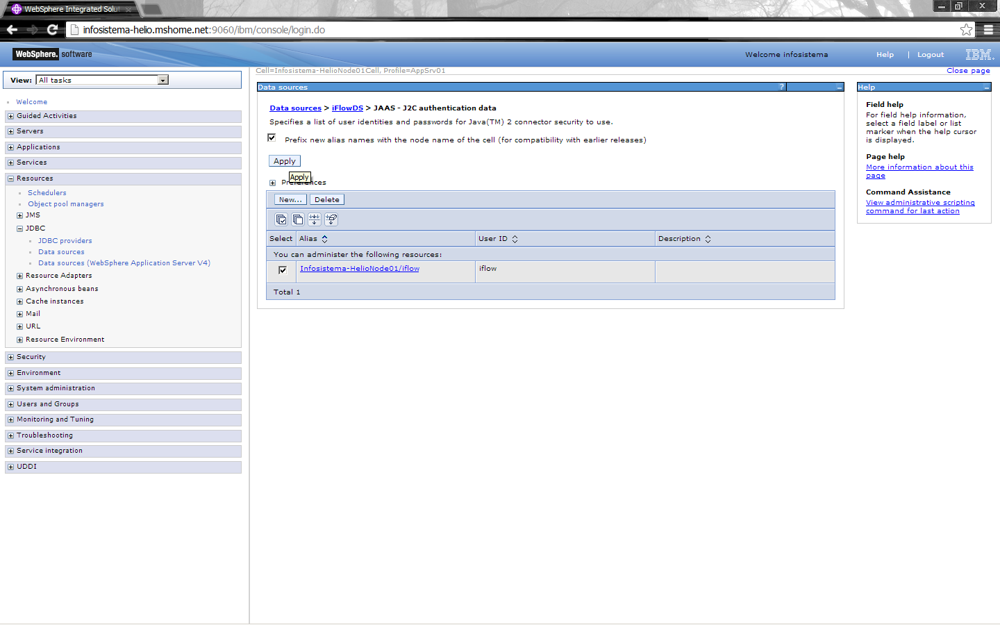 WebSphere Integrated Solut
infosistema-helio.mshome.net:9060/ibm/console/login.do
WebSphere. software
Welcome infosistema
Help | Logout
IBM.
View: All tasks
Cell=Infosistema-HelioNode01Cell, Profile=AppSrv01
Close page
Welcome
Guided Activities
Servers
Applications
Services
Resources
Schedulers
Object pool managers
JMS
JDBC
JDBC providers
Data sources
Data sources (WebSphere Application Server V4)
Resource Adapters
Asynchronous beans
Cache instances
Mail
URL
Resource Environment
Security
Environment
System administration
Users and Groups
Monitoring and Tuning
Troubleshooting
Service integration
UDDI
Data sources
?
Data sources > iFlowDS > JAAS - J2C authentication data
Specifies a list of user identities and passwords for Java(TM) 2 connector security to use.
Prefix new alias names with the node name of the cell (for compatibility with earlier releases)
Apply
Apply
Preferences
New... Delete
Select Alias User ID Description
You can administer the following resources:
Infosistema-HelioNode01/iflow iflow
Total 1
Help
Field help
For field help information,
select a field label or list
marker when the help cursor
is displayed.
Page help
More information about this
page
Command Assistance
View administrative scripting
command for last action